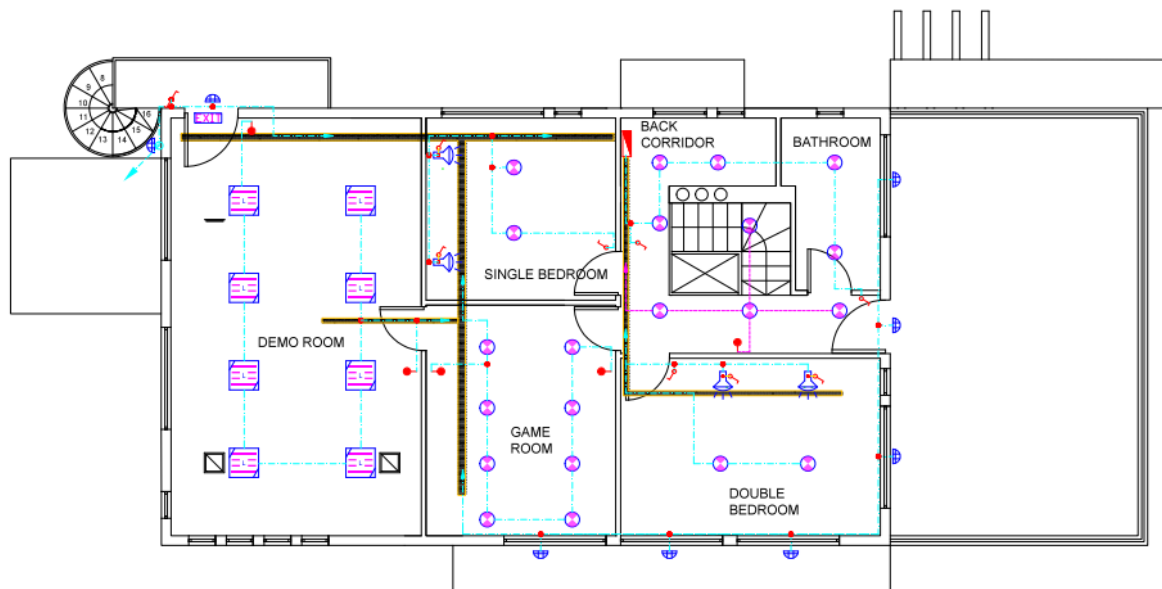 8
9
10
11
12
13
14
15
16
EXIT
BACK
CORRIDOR
BATHROOM
SINGLE BEDROOM
DEMO ROOM
GAME
ROOM
DOUBLE
BEDROOM
L
L
L
L
L
L
L
L